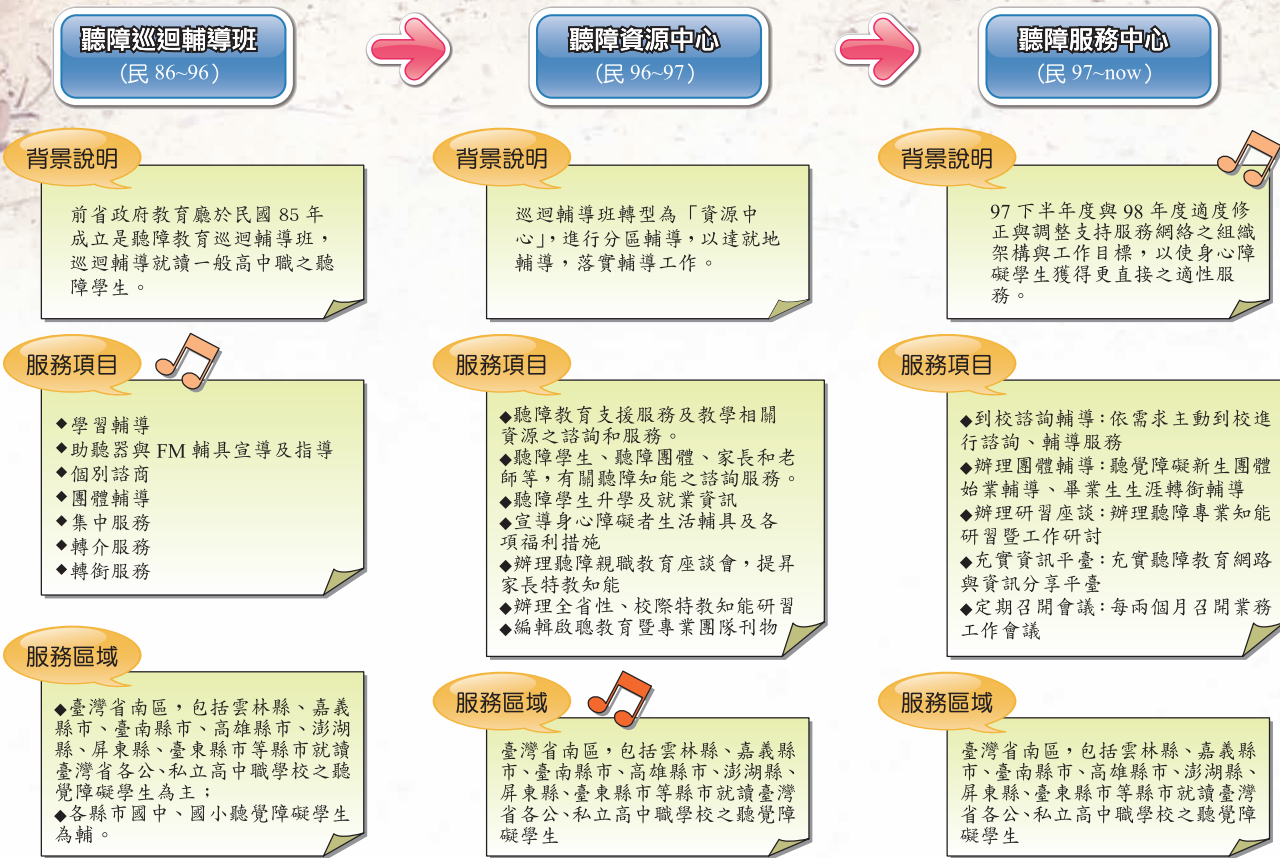 聽障巡迴輔導班
（民 86~96）
背景說明
前省政府教育廳於民國 85 年
成立是聽障教育巡迴輔導班，
巡迴輔導就讀一般高中職之聽
障學生。
服務項目
◆學習輔導
◆助聽器與 FM 輔具宣導及指導
◆個別諮商
◆團體輔導
◆集中服務
◆轉介服務
◆轉銜服務
服務區域
◆臺灣省南區，包括雲林縣、嘉義
縣市、臺南縣市、高雄縣市、澎湖
縣、屏東縣、臺東縣市等縣市就讀
臺灣省各公、私立高中職學校之聽
覺障礙學生為主；
◆各縣市國中、國小聽覺障礙學生
為輔。
聽障資源中心
（民 96~97）
背景說明
巡迴輔導班轉型為「資源中
心」，進行分區輔導，以達就地
輔導，落實輔導工作。
服務項目
◆聽障教育支援服務及教學相關
資源之諮詢和服務。
◆聽障學生、聽障團體、家長和老
師等，有關聽障知能之諮詢服務。
◆聽障學生升學及就業資訊
◆宣導身心障礙者生活輔具及各
項福利措施
◆辦理聽障親職教育座談會，提昇
家長特教知能
◆辦理全省性、校際特教知能研習
◆編輯啟聰教育暨專業團隊刊物
服務區域
臺灣省南區，包括雲林縣、嘉義縣
市、臺南縣市、高雄縣市、澎湖縣、
屏東縣、臺東縣市等縣市就讀臺灣
省各公、私立高中職學校之聽覺障
礙學生
聽障服務中心
（民 97~now）
背景說明
97 下半年度與 98 年度適度修
正與調整支持服務網絡之組織
架構與工作目標，以使身心障
礙學生獲得更直接之適性服
務。
服務項目
◆到校諮詢輔導：依需求主動到校進
行諮詢、輔導服務
◆辦理團體輔導：聽覺障礙新生團體
始業輔導、畢業生生涯轉銜輔導
◆辦理研習座談：辦理聽障專業知能
研習暨工作研討
◆充實資訊平臺：充實聽障教育網路
與資訊分享平臺
◆定期召開會議：每兩個月召開業務
工作會議
服務區域
臺灣省南區，包括雲林縣、嘉義縣
市、臺南縣市、高雄縣市、澎湖縣、
屏東縣、臺東縣市等縣市就讀臺灣
省各公、私立高中職學校之聽覺障
礙學生